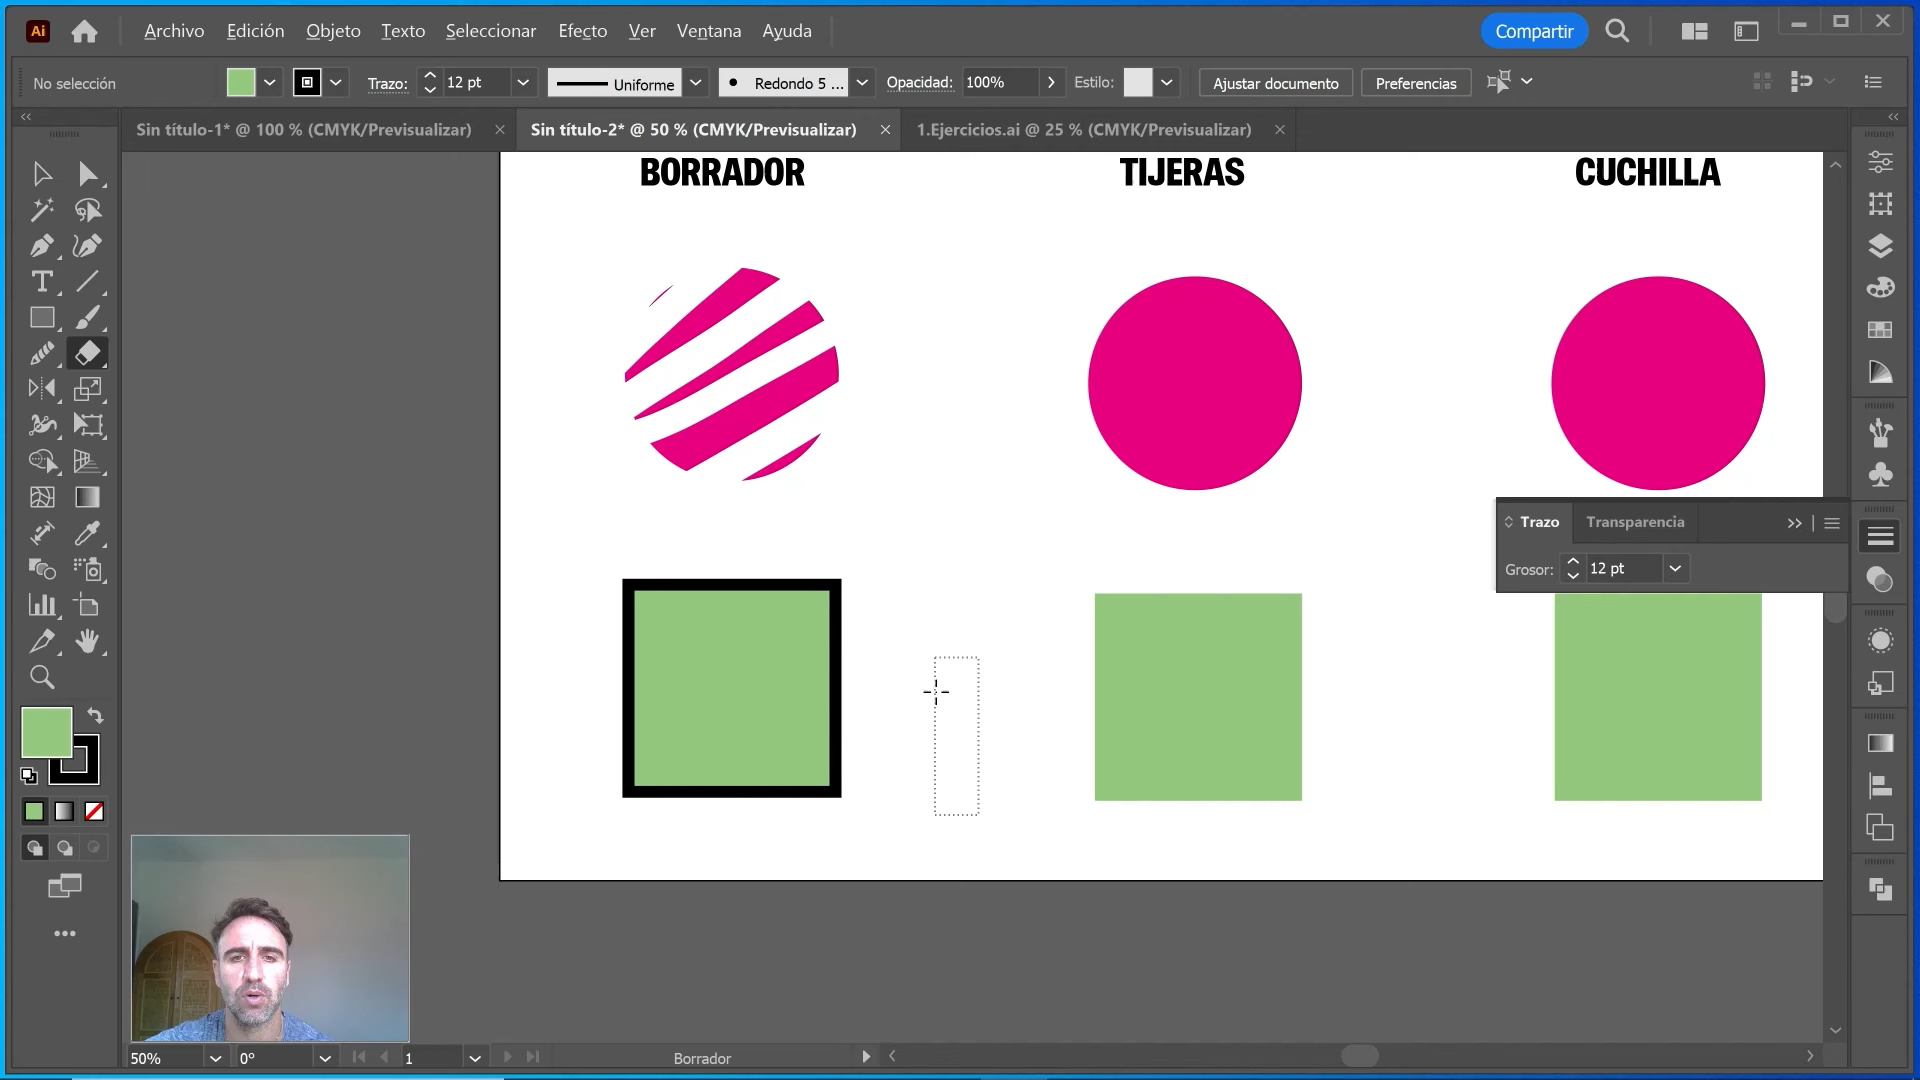 Ai
Archivo
Edición
Objeto
Texto
Seleccionar
Efecto
Ver
Ventana
Ayuda
Compartir
No selección
Trazo:
12 pt
Uniforme
Redondo 5 ...
Opacidad:
100%
Estilo:
Ajustar documento
Preferencias
Sin título-1* @ 100 % (CMYK/Previsualizar)
Sin título-2* @ 50 % (CMYK/Previsualizar)
1.Ejercicios.ai @ 25 % (CMYK/Previsualizar)
BORRADOR
TIJERAS
CUCHILLA
Trazo
Transparencia
Grosor:
12 pt
50%
0°
1
Borrador